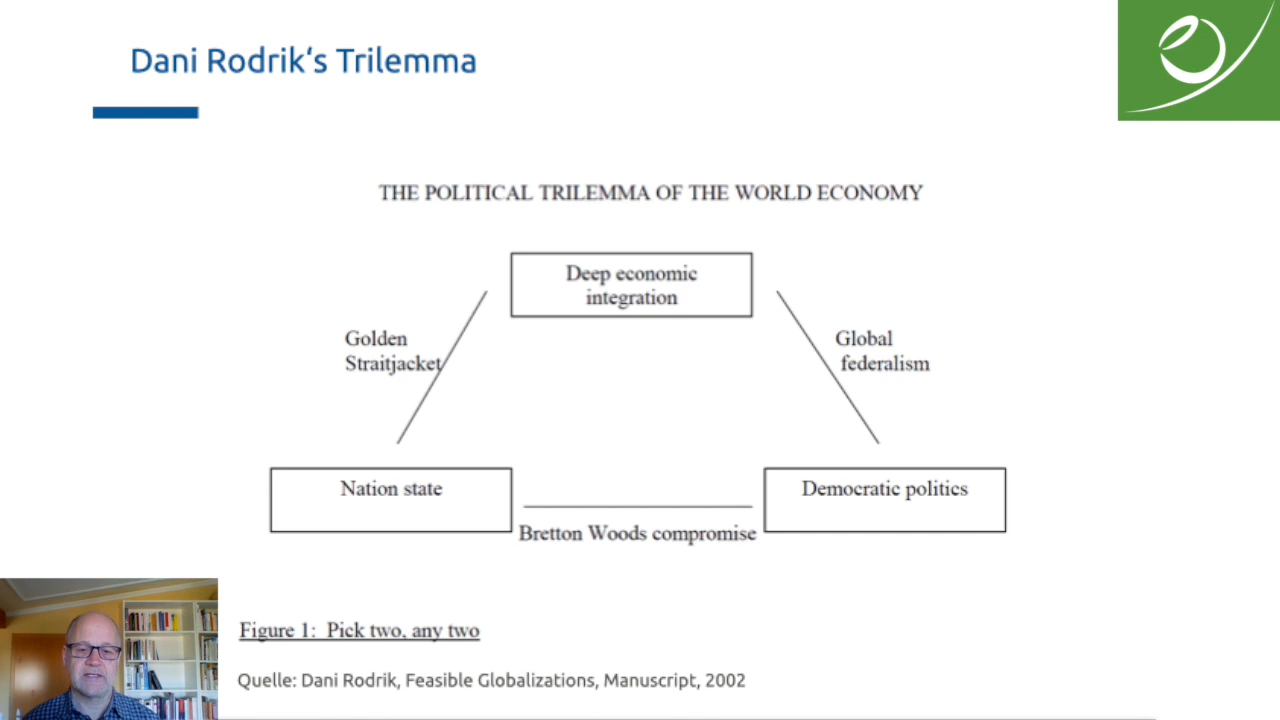 Dani Rodrik‘s Trilemma
THE POLITICAL TRILEMMA OF THE WORLD ECONOMY
Deep economic
integration
Golden
Straitjacket
Global
federalism
Nation state
Democratic politics
Bretton Woods compromise
Figure 1: Pick two, any two
Quelle: Dani Rodrik, Feasible Globalizations, Manuscript, 2002